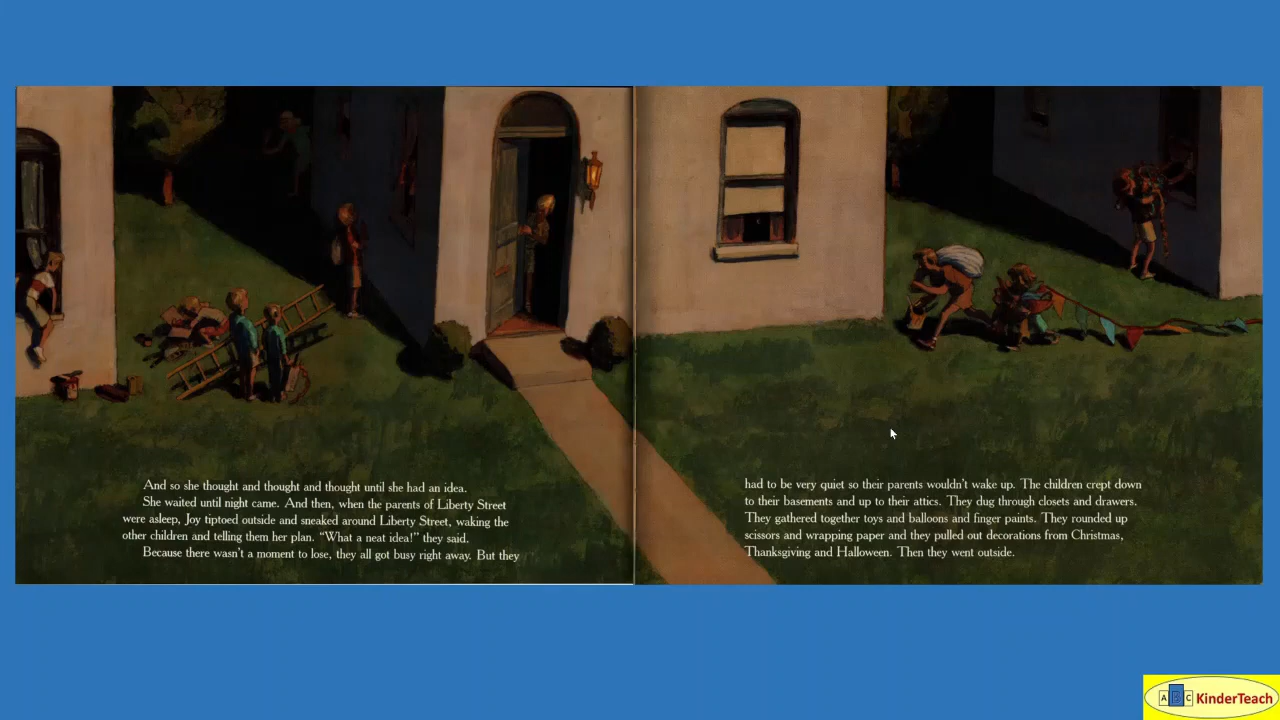 And so she thought and thought and thought until she had an idea.
She waited until night came. And then, when the parents of Liberty Street
were asleep, Joy tiptoed outside and sneaked around Liberty Street, waking the
other children and telling them her plan. “What a neat idea!” they said.
Because there wasn’t a moment to lose, they all got busy right away. But they
had to be very quiet so their parents wouldn’t wake up. The children crept down
to their basements and up to their attics. They dug through closets and drawers.
They gathered together toys and balloons and finger paints. They rounded up
scissors and wrapping paper and they pulled out decorations from Christmas,
Thanksgiving and Halloween. Then they went outside.
A B C KinderTeach